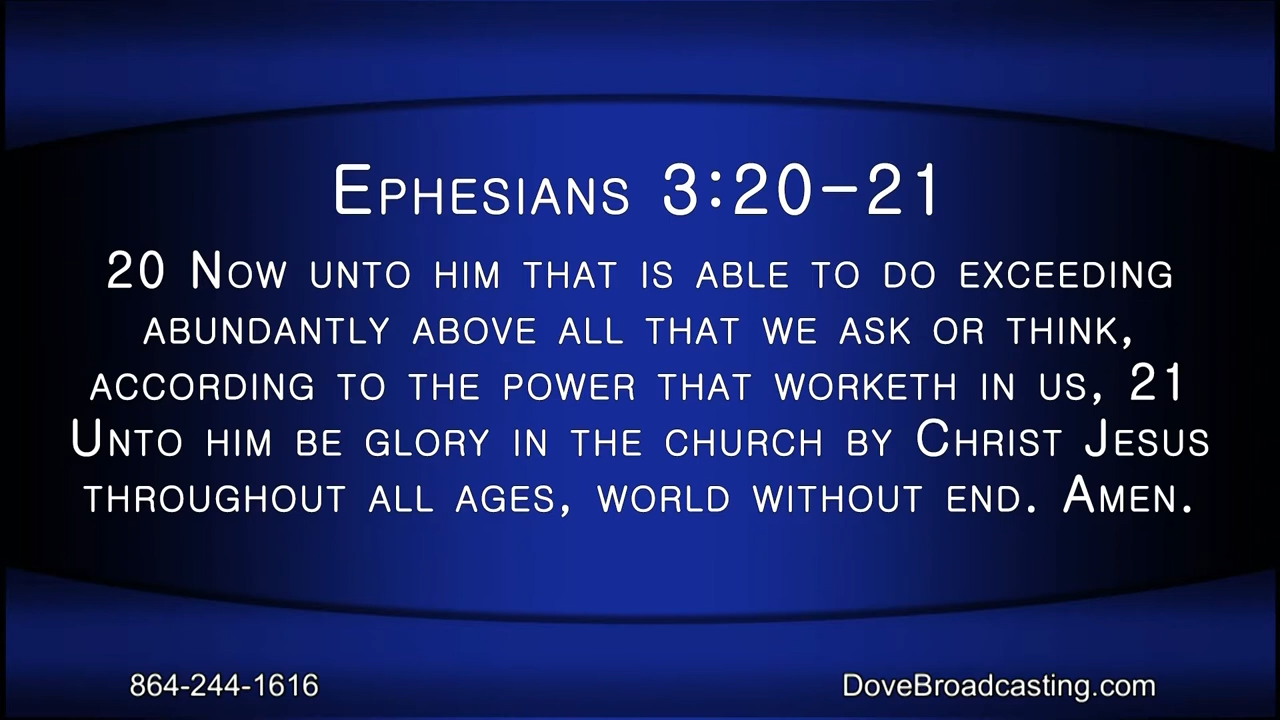 Ephesians 3:20-21
20 Now unto him that is able to do exceeding
abundantly above all that we ask or think,
according to the power that worketh in us, 21
Unto him be glory in the church by Christ Jesus
throughout all ages, world without end. Amen.
864-244-1616
DoveBroadcasting.com